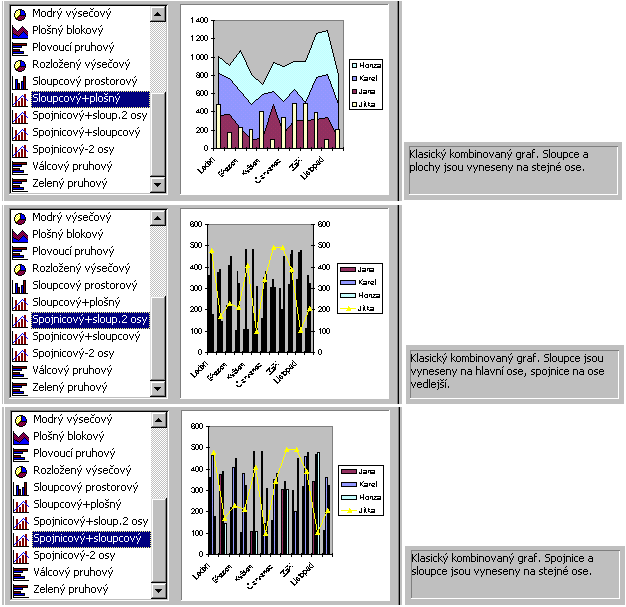 Modrý výsečový
Plošný blokový
Plovoucí pruhový
Rozložený výsečový
Sloupcový prostorový
Sloupcový+plošný
Spojnicový+sloup.2 osy
Spojnicový+sloupcový
Spojnicový-2 osy
Válcový pruhový
Zelený pruhový
1 400
1 200
1 000
800
600
400
200
0
Leden
Březen
Květen
Červenec
Září
Listopad
Honza
Karel
Jana
Jitka
Klasický kombinovaný graf. Sloupce a
plochy jsou vyneseny na stejné ose.
Modrý výsečový
Plošný blokový
Plovoucí pruhový
Rozložený výsečový
Sloupcový prostorový
Sloupcový+plošný
Spojnicový+sloup.2 osy
Spojnicový+sloupcový
Spojnicový-2 osy
Válcový pruhový
Zelený pruhový
600
500
400
300
200
100
0
600
500
400
300
200
100
0
Leden
Březen
Květen
Červenec
Září
Listopad
Jana
Karel
Honza
Jitka
Klasický kombinovaný graf. Sloupce jsou
vyneseny na hlavní ose, spojnice na ose
vedlejší.
Modrý výsečový
Plošný blokový
Plovoucí pruhový
Rozložený výsečový
Sloupcový prostorový
Sloupcový+plošný
Spojnicový+sloup.2 osy
Spojnicový+sloupcový
Spojnicový-2 osy
Válcový pruhový
Zelený pruhový
600
500
400
300
200
100
0
Leden
Březen
Květen
Červenec
Září
Listopad
Jana
Karel
Honza
Jitka
Klasický kombinovaný graf. Spojnice a
sloupce jsou vyneseny na stejné ose.